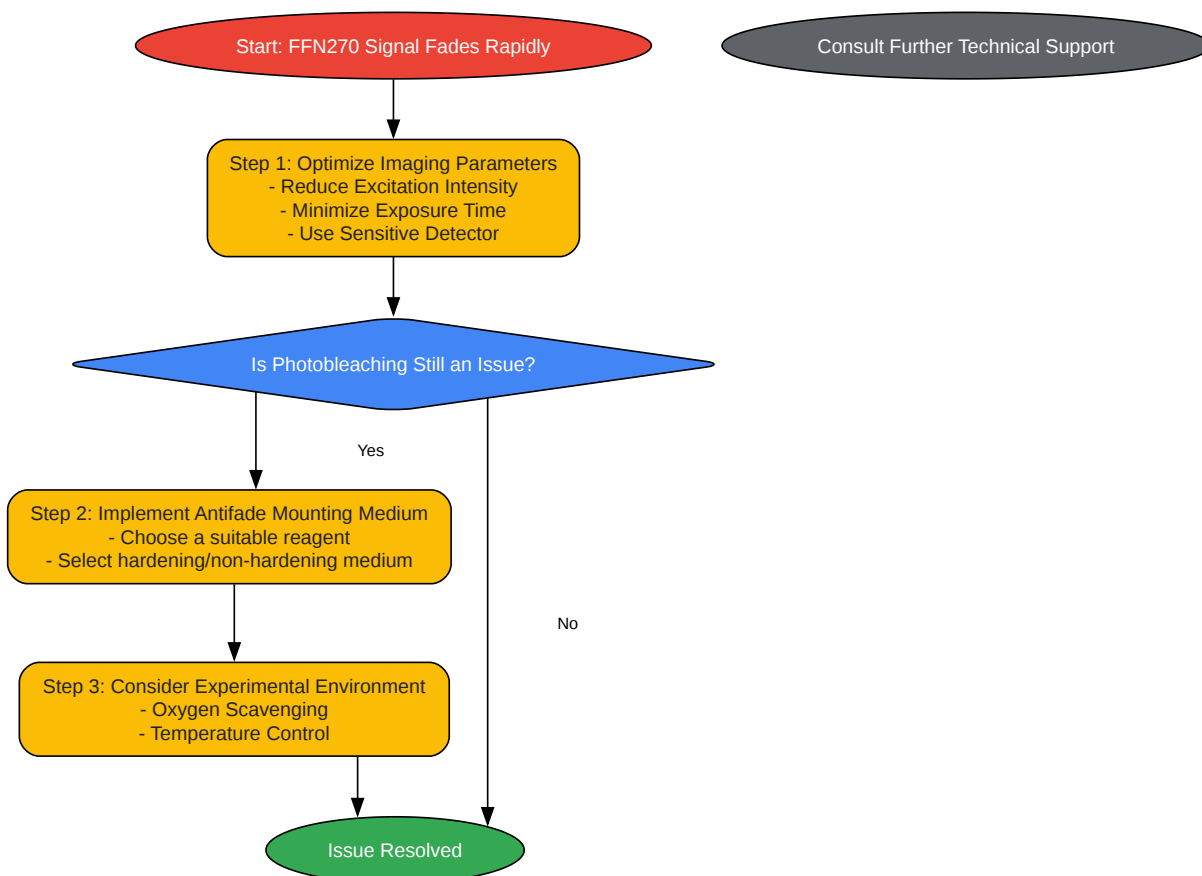 Start: FFN270 Signal Fades Rapidly
Consult Further Technical Support
Step 1: Optimize Imaging Parameters
- Reduce Excitation Intensity
- Minimize Exposure Time
- Use Sensitive Detector
Is Photobleaching Still an Issue?
Yes
Step 2: Implement Antifade Mounting Medium
- Choose a suitable reagent
- Select hardening/non-hardening medium
No
Step 3: Consider Experimental Environment
- Oxygen Scavenging
- Temperature Control
Issue Resolved